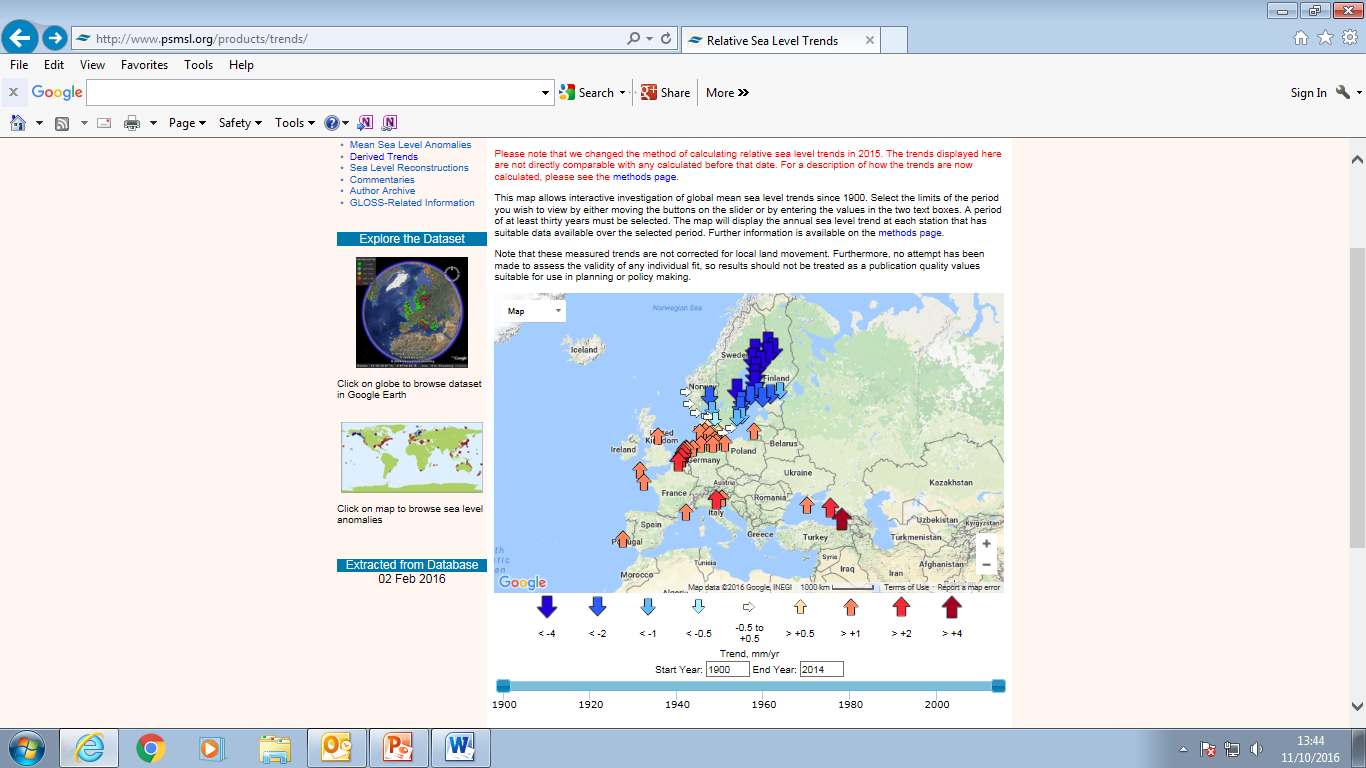 http://www.psmsl.org/products/trends/
Relative Sea Level Trends
File Edit View Favorites Tools Help
x Google Search Share More »
Sign In
Page Safety Tools
Mean Sea Level Anomalies
Derived Trends
Sea Level Reconstructions
Commentaries
Author Archive
GLOSS-Related Information
Explore the Dataset
Click on globe to browse dataset
in Google Earth
Click on map to browse sea level
anomalies
Extracted from Database
02 Feb 2016
Please note that we changed the method of calculating relative sea level trends in 2015. The trends displayed here
are not directly comparable with any calculated before that date. For a description of how the trends are now
calculated, please see the methods page.
This map allows interactive investigation of global mean sea level trends since 1900. Select the limits of the period
you wish to view by either moving the buttons on the slider or by entering the values in the two text boxes. A period
of at least thirty years must be selected. The map will display the annual sea level trend at each station that has
suitable data available over the selected period. Further information is available on the methods page.
Note that these measured trends are not corrected for local land movement. Furthermore, no attempt has been
made to assess the validity of any individual fit, so results should not be treated as a publication quality values
suitable for use in planning or policy making.
Map
Norwegian Sea
Iceland
Sweden
Finland
Norway
United
Kingdom
Ireland
Belarus
Poland
Germany
Ukraine
Kazakhstan
Austria
France
Romania
Italy
Spain
Portugal
Greece
Turkey
Uzbekistan
Kyrgyzstan
Turkmenistan
Syria
Tunisia
Iraq
Iran
Afghanistan
Morocco
Google
Map data ©2016 Google, INEGI 1000 km Terms of Use Report a map error
< -4 < -2 < -1 < -0.5 -0.5 to
+0.5 > +0.5 > +1 > +2 > +4
Trend, mm/yr
Start Year: 1900 End Year: 2014
1900 1920 1940 1960 1980 2000
13:44
11/10/2016